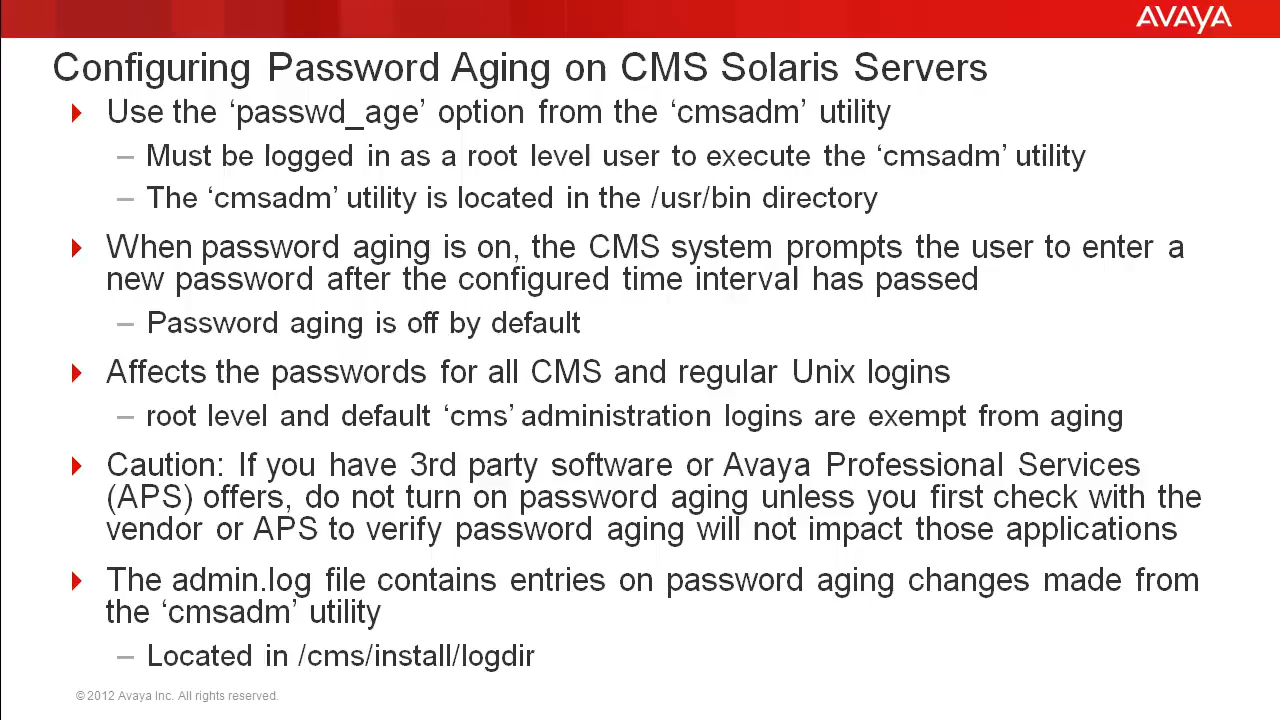 AVAYA
Configuring Password Aging on CMS Solaris Servers
Use the ‘passwd_age’ option from the ‘cmsadm’ utility
– Must be logged in as a root level user to execute the ‘cmsadm’ utility
– The ‘cmsadm’ utility is located in the /usr/bin directory
When password aging is on, the CMS system prompts the user to enter a
new password after the configured time interval has passed
– Password aging is off by default
Affects the passwords for all CMS and regular Unix logins
– root level and default ‘cms’ administration logins are exempt from aging
Caution: If you have 3rd party software or Avaya Professional Services
(APS) offers, do not turn on password aging unless you first check with the
vendor or APS to verify password aging will not impact those applications
The admin.log file contains entries on password aging changes made from
the ‘cmsadm’ utility
– Located in /cms/install/logdir
© 2012 Avaya Inc. All rights reserved.